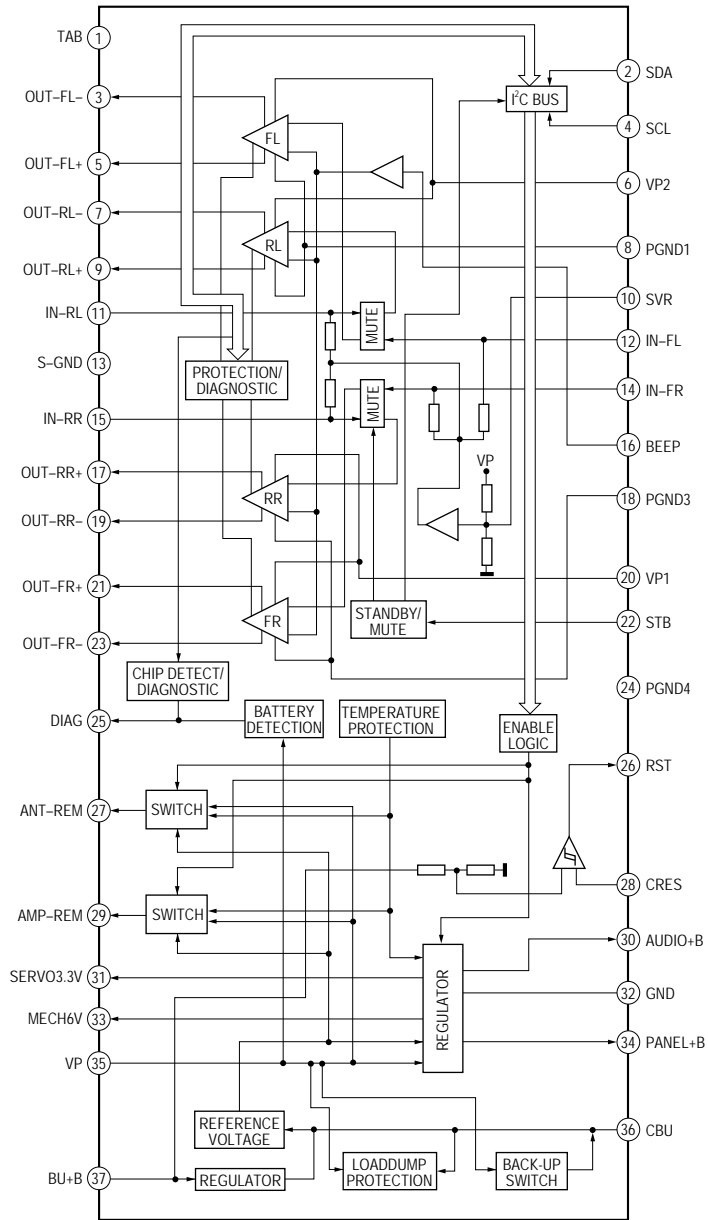 TAB 1
2 SDA
I²C BUS
OUT–FL– 3
4 SCL
FL
OUT–FL+ 5
6 VP2
OUT–RL– 7
RL
8 PGND1
OUT–RL+ 9
10 SVR
IN–RL 11
MUTE
12 IN–FL
S–GND 13
PROTECTION/
DIAGNOSTIC
14 IN–FR
MUTE
IN–RR 15
16 BEEP
VP
OUT–RR+ 17
RR
18 PGND3
OUT–RR– 19
20 VP1
OUT–FR+ 21
FR
STANDBY/
MUTE
22 STB
OUT–FR– 23
CHIP DETECT/
DIAGNOSTIC
24 PGND4
DIAG 25
BATTERY
DETECTION
TEMPERATURE
PROTECTION
ENABLE
LOGIC
26 RST
ANT–REM 27
SWITCH
28 CRES
AMP–REM 29
SWITCH
30 AUDIO+B
SERVO3.3V 31
REGULATOR
32 GND
MECH6V 33
34 PANEL+B
VP 35
REFERENCE
VOLTAGE
36 CBU
BU+B 37
REGULATOR
LOADDUMP
PROTECTION
BACK-UP
SWITCH